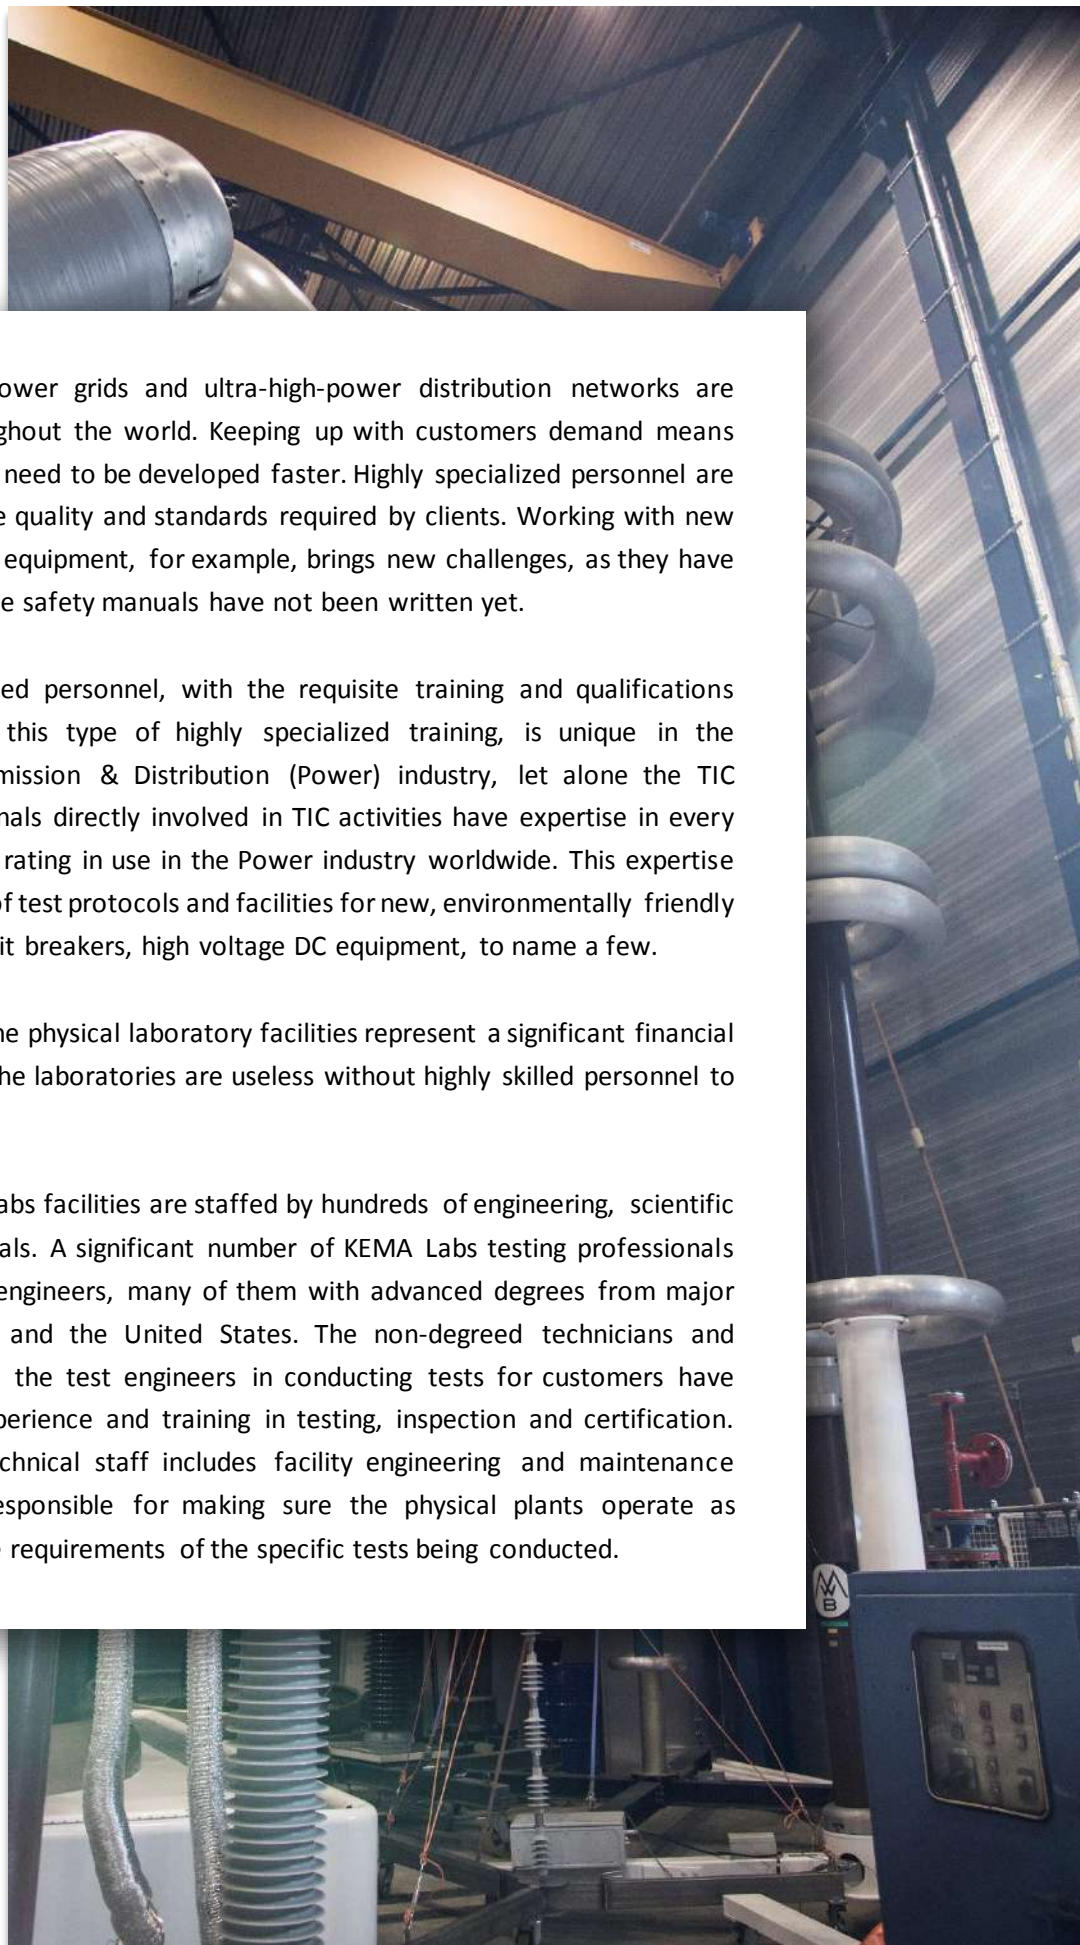 ower grids and ultra-high-power distribution networks are
ghout the world. Keeping up with customers demand means
need to be developed faster. Highly specialized personnel are
e quality and standards required by clients. Working with new
equipment, for example, brings new challenges, as they have
e safety manuals have not been written yet.
ed personnel, with the requisite training and qualifications
this type of highly specialized training, is unique in the
mission & Distribution (Power) industry, let alone the TIC
nals directly involved in TIC activities have expertise in every
rating in use in the Power industry worldwide. This expertise
of test protocols and facilities for new, environmentally friendly
it breakers, high voltage DC equipment, to name a few.
he physical laboratory facilities represent a significant financial
he laboratories are useless without highly skilled personnel to
abs facilities are staffed by hundreds of engineering, scientific
als. A significant number of KEMA Labs testing professionals
engineers, many of them with advanced degrees from major
and the United States. The non-degreed technicians and
the test engineers in conducting tests for customers have
perience and training in testing, inspection and certification.
chnical staff includes facility engineering and maintenance
esponsible for making sure the physical plants operate as
e requirements of the specific tests being conducted.
MWB